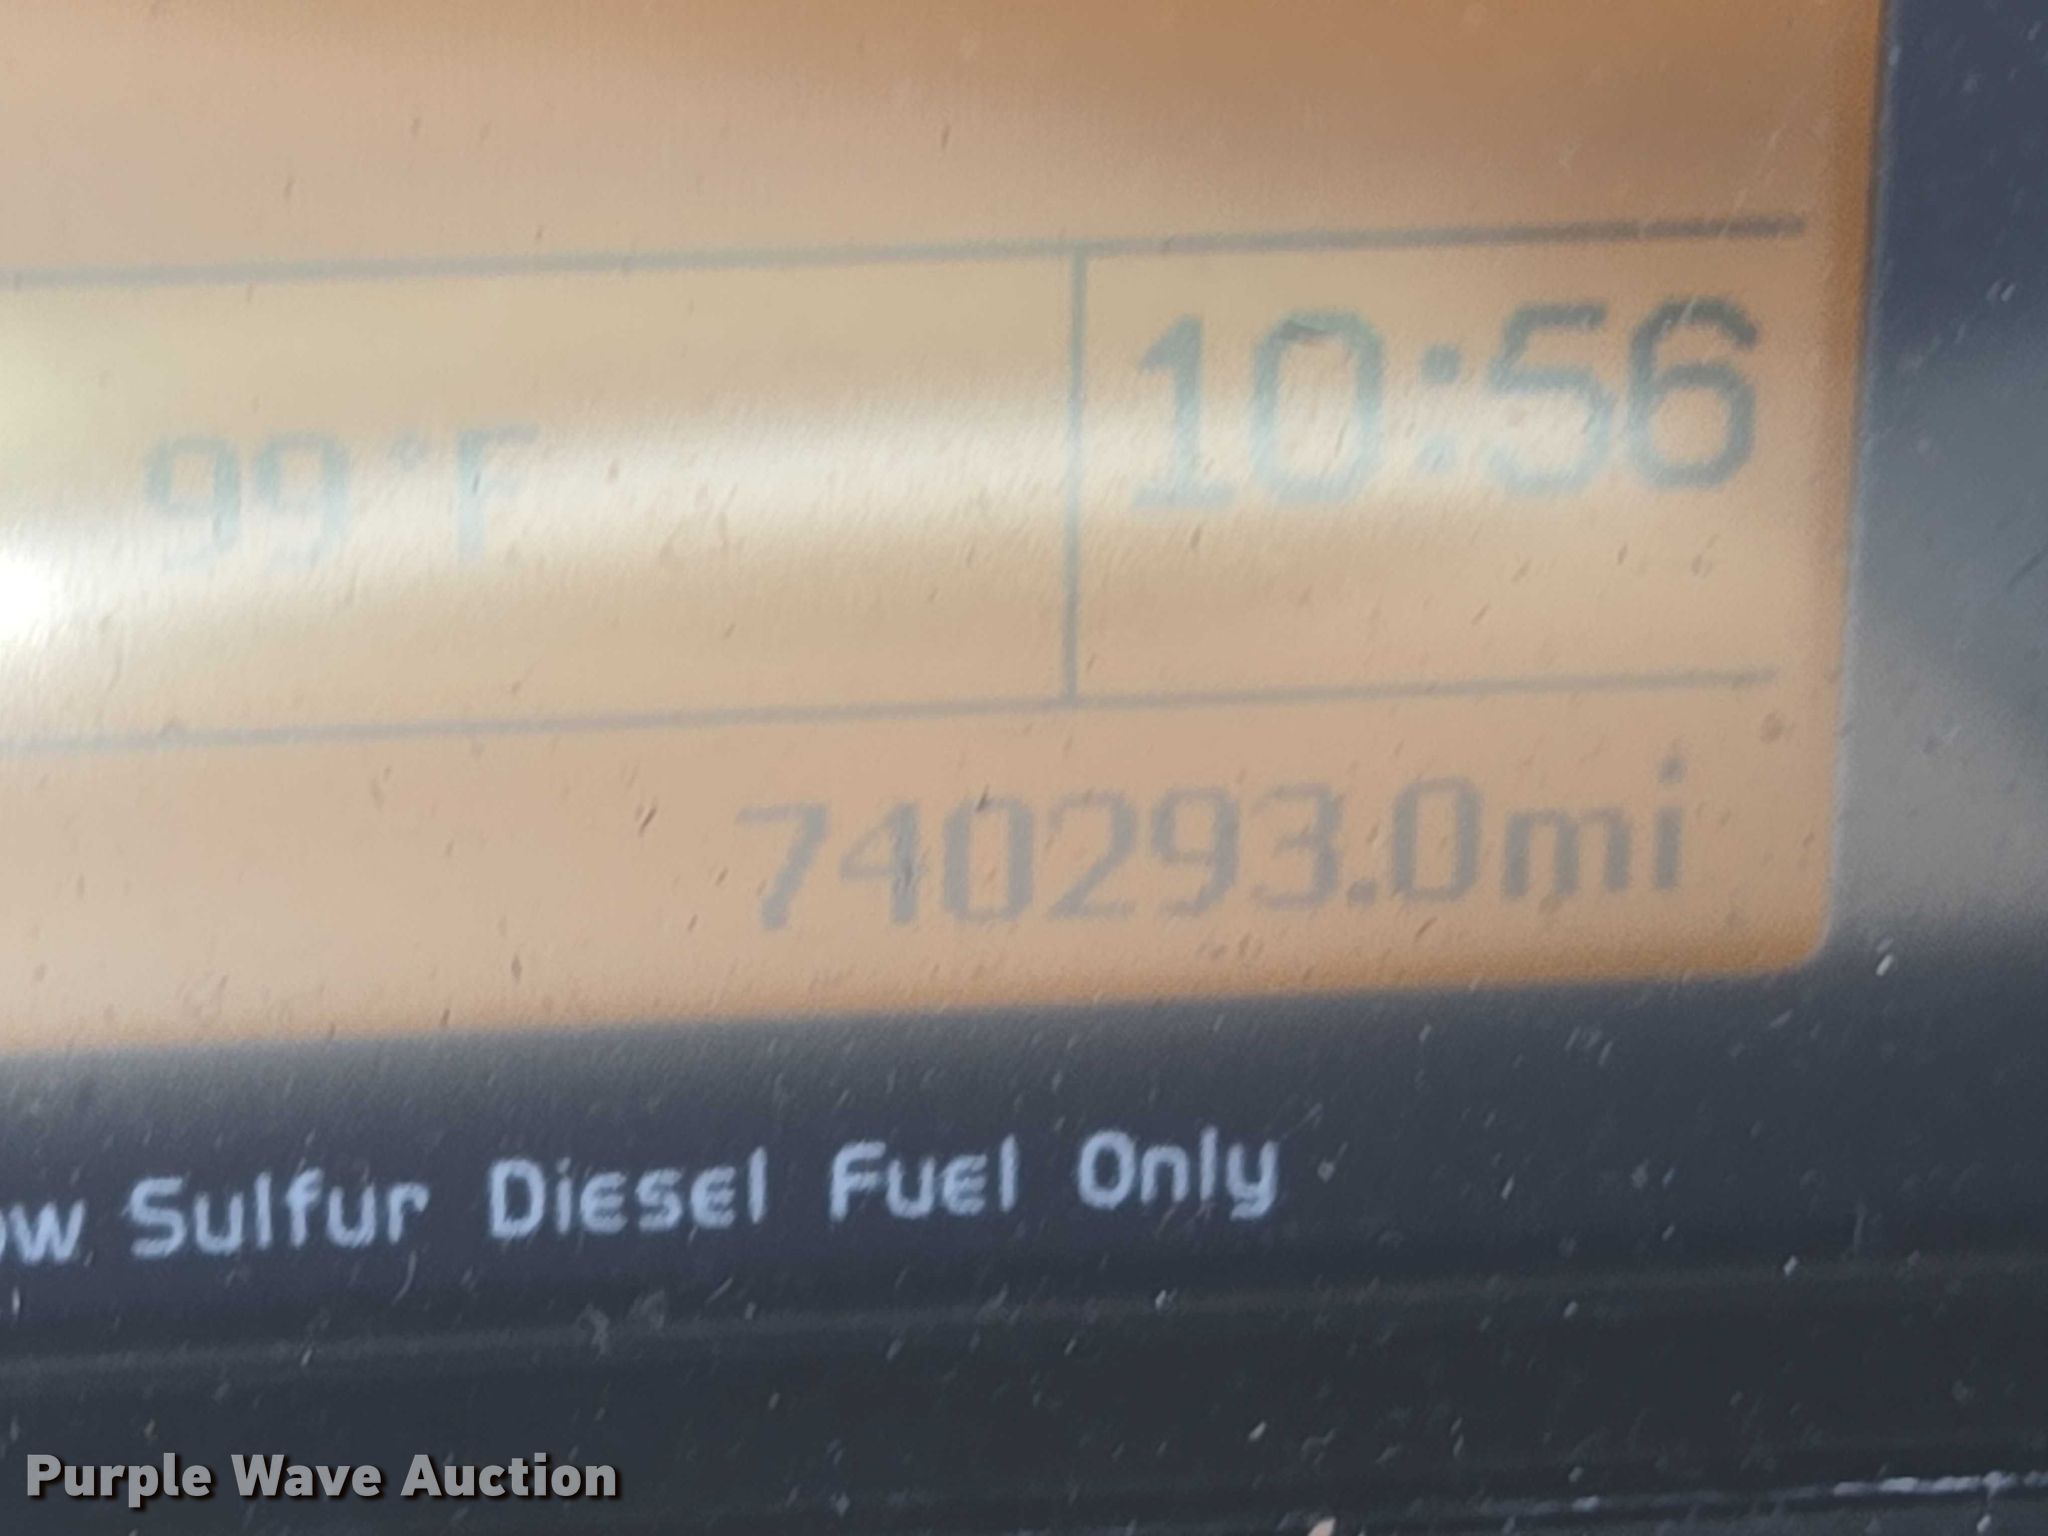 99°F
10:56
740293.0mi
ow Sulfur Diesel Fuel Only
Purple Wave Auction